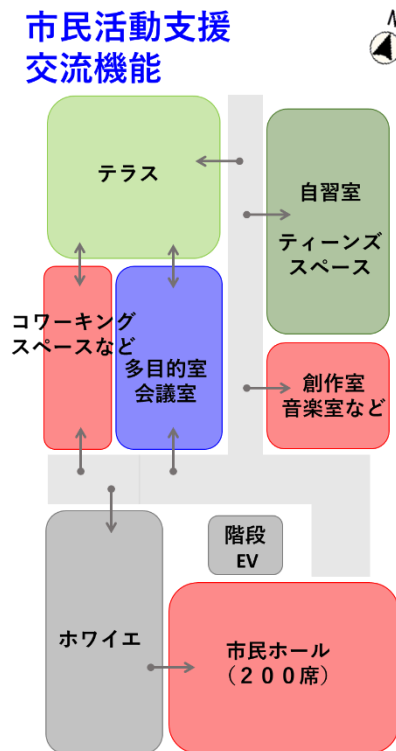 市民活動支援
交流機能
N
テラス
自習室
ティーンズ
スペース
コワーキング
スペースなど
多目的室
会議室
創作室
音楽室など
階段
EV
ホワイエ
市民ホール
（２００席）